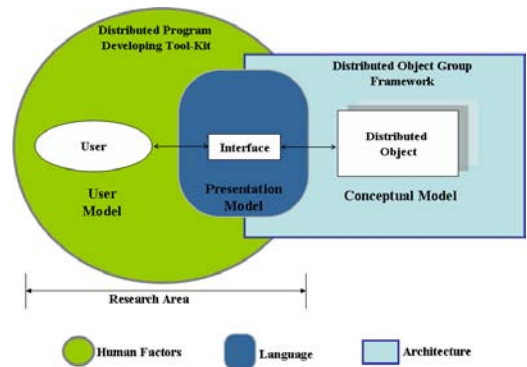 Distributed Program
Developing Tool-Kit
Distributed Object Group
Framework
User
Interface
Distributed
Object
User
Model
Presentation
Model
Conceptual Model
Research Area
Human Factors
Language
Architecture